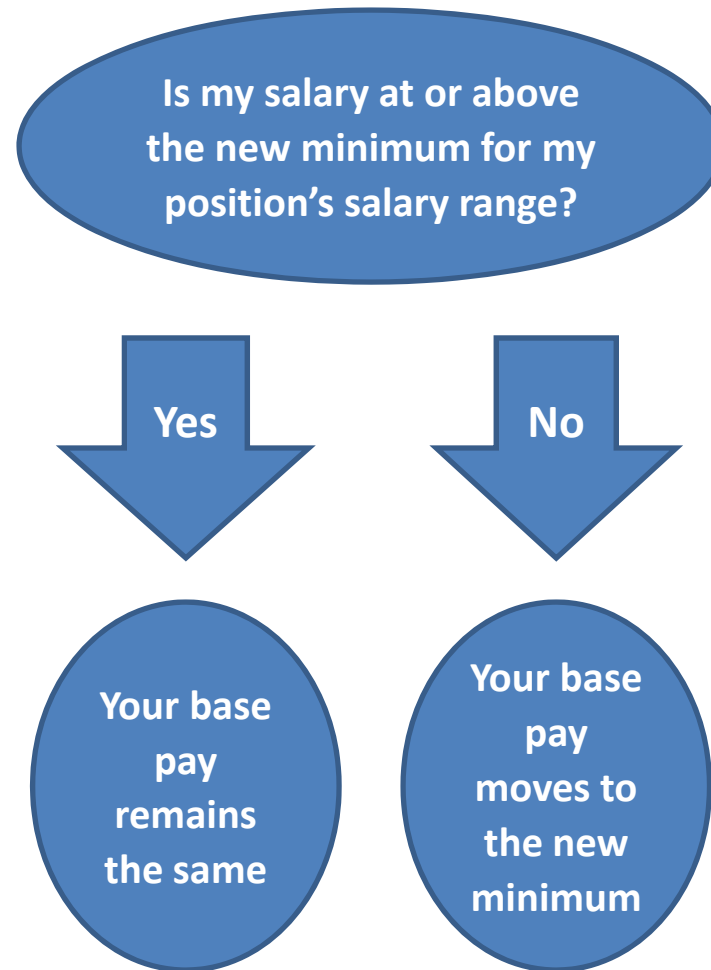 Is my salary at or above
the new minimum for my
position’s salary range?
Yes
No
Your base
pay
remains
the same
Your base
pay
moves to
the new
minimum